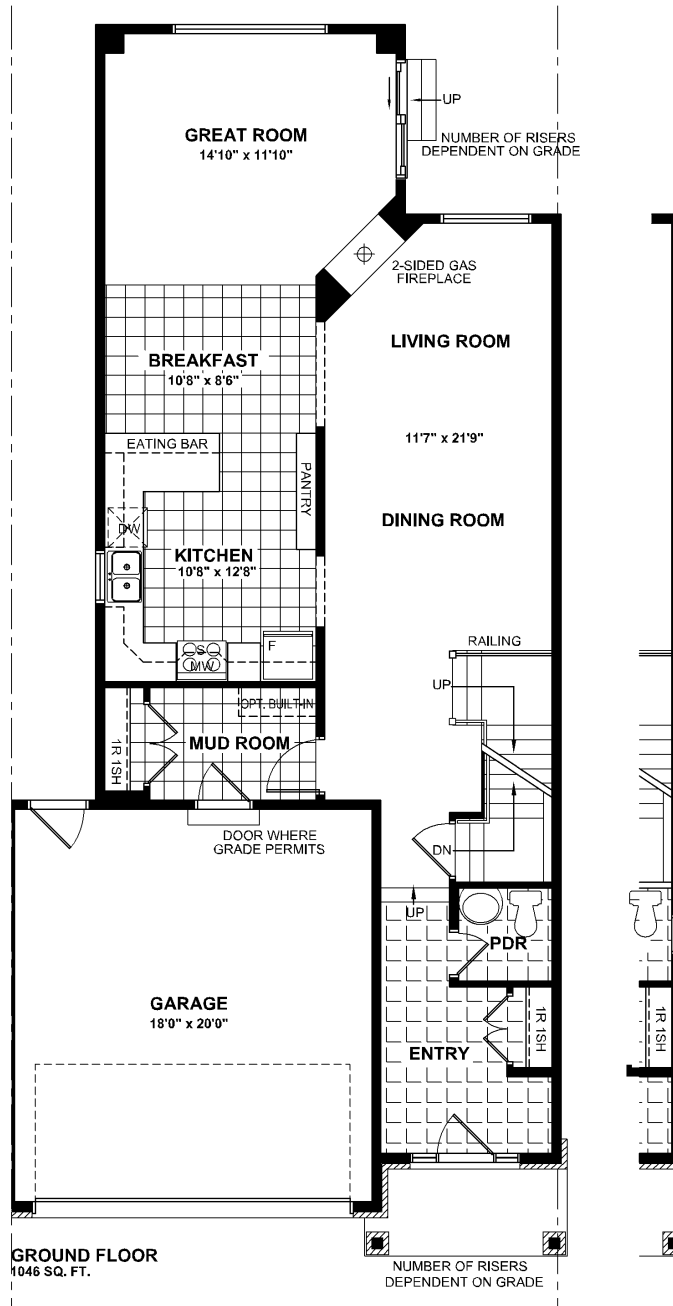 GREAT ROOM
14'10" x 11'10"
UP
NUMBER OF RISERS
DEPENDENT ON GRADE
2-SIDED GAS
FIREPLACE
LIVING ROOM
BREAKFAST
10'8" x 8'6"
11'7" x 21'9"
EATING BAR
PANTRY
DINING ROOM
DW
KITCHEN
10'8" x 12'8"
RAILING
S
MW
F
UP
OPT. BUILT-IN
MUD ROOM
1R 1SH
DOOR WHERE
GRADE PERMITS
DN
UP
PDR
GARAGE
18'0" x 20'0"
1R 1SH
1R 1SH
ENTRY
GROUND FLOOR
1046 SQ. FT.
NUMBER OF RISERS
DEPENDENT ON GRADE